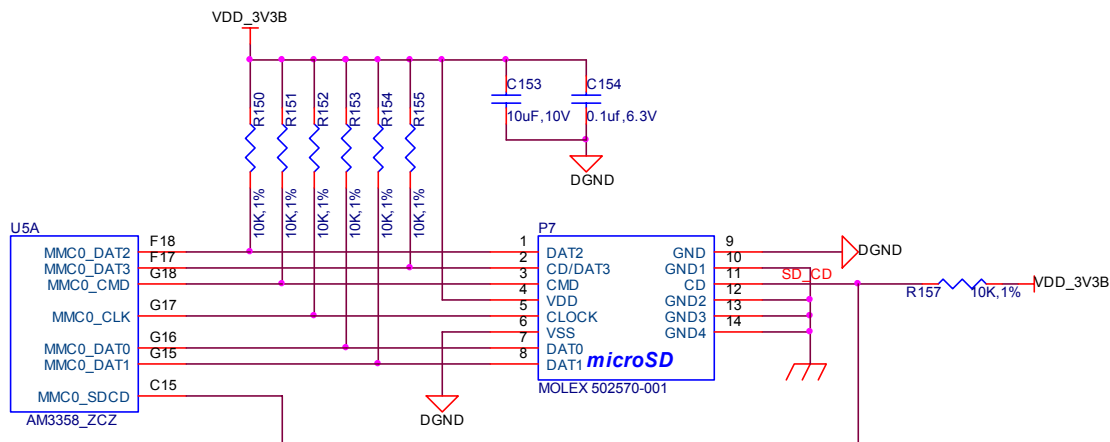 VDD_3V3B
R150
R151
R152
R153
R154
R155
10K,1%
10K,1%
10K,1%
10K,1%
10K,1%
10K,1%
C153
10uF,10V
C154
0.1uf,6.3V
DGND
U5A
MMC0_DAT2 F18
MMC0_DAT3 F17
MMC0_CMD G18
MMC0_CLK G17
MMC0_DAT0 G16
MMC0_DAT1 G15
MMC0_SDCD C15
AM3358_ZCZ
DGND
P7
1 DAT2 GND 9
2 CD/DAT3 GND1 10
3 CMD CD 11
4 VDD GND2 12
5 CLOCK GND3 13
6 VSS GND4 14
7 DAT0
8 DAT1
microSD
MOLEX 502570-001
DGND
SD_CD
R157 10K,1%
VDD_3V3B